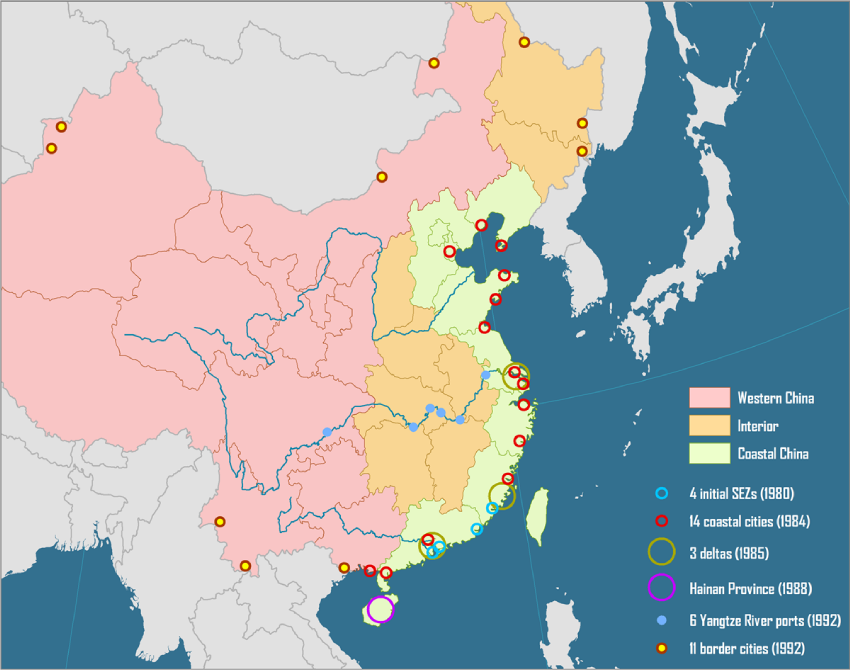 Western China
Interior
Coastal China
4 initial SEZs (1980)
14 coastal cities (1984)
3 deltas (1985)
Hainan Province (1988)
6 Yangtze River ports (1992)
11 border cities (1992)